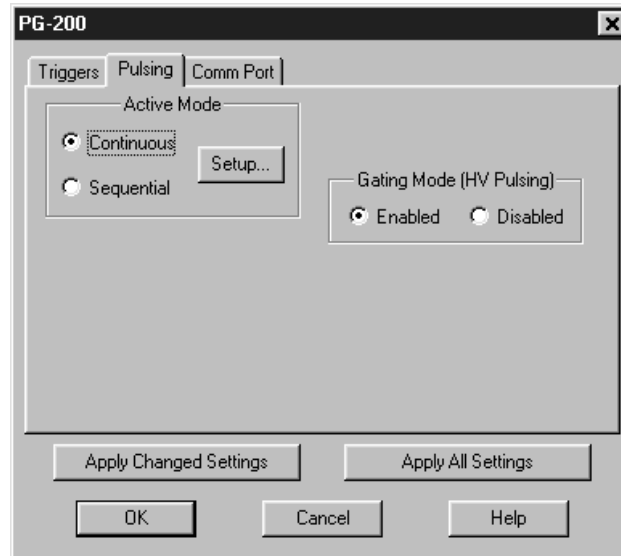 PG-200
Triggers Pulsing Comm Port
Active Mode
Continuous
Setup...
Sequential
Gating Mode (HV Pulsing)
Enabled Disabled
Apply Changed Settings Apply All Settings
OK Cancel Help